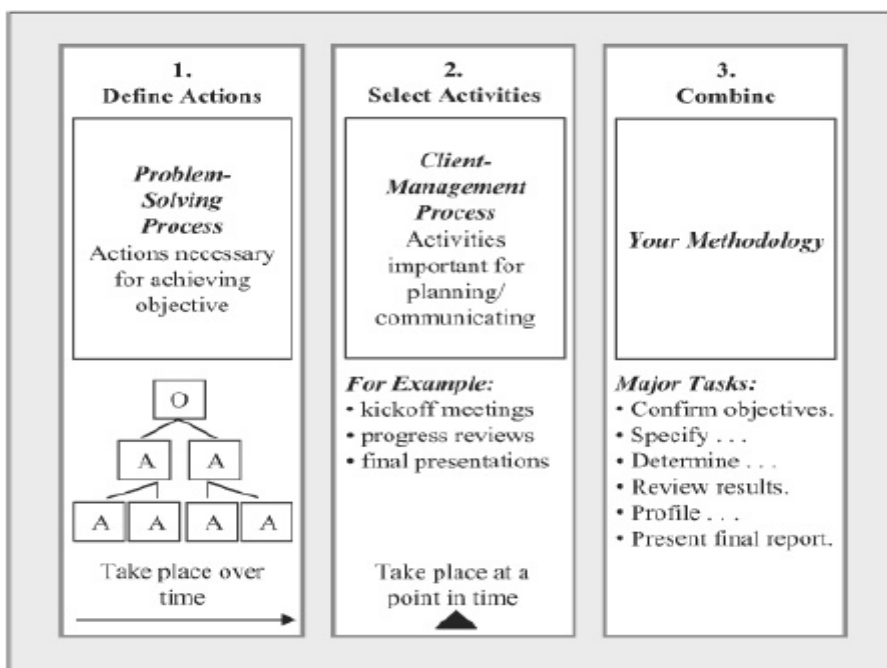 1.
Define Actions
Problem-
Solving
Process
Actions necessary
for achieving
objective
O
A A
A A A A
Take place over
time
2.
Select Activities
Client-
Management
Process
Activities
important for
planning/
communicating
For Example:
• kickoff meetings
• progress reviews
• final presentations
Take place at a
point in time
3.
Combine
Your Methodology
Major Tasks:
• Confirm objectives.
• Specify . . .
• Determine . . .
• Review results.
• Profile . . .
• Present final report.